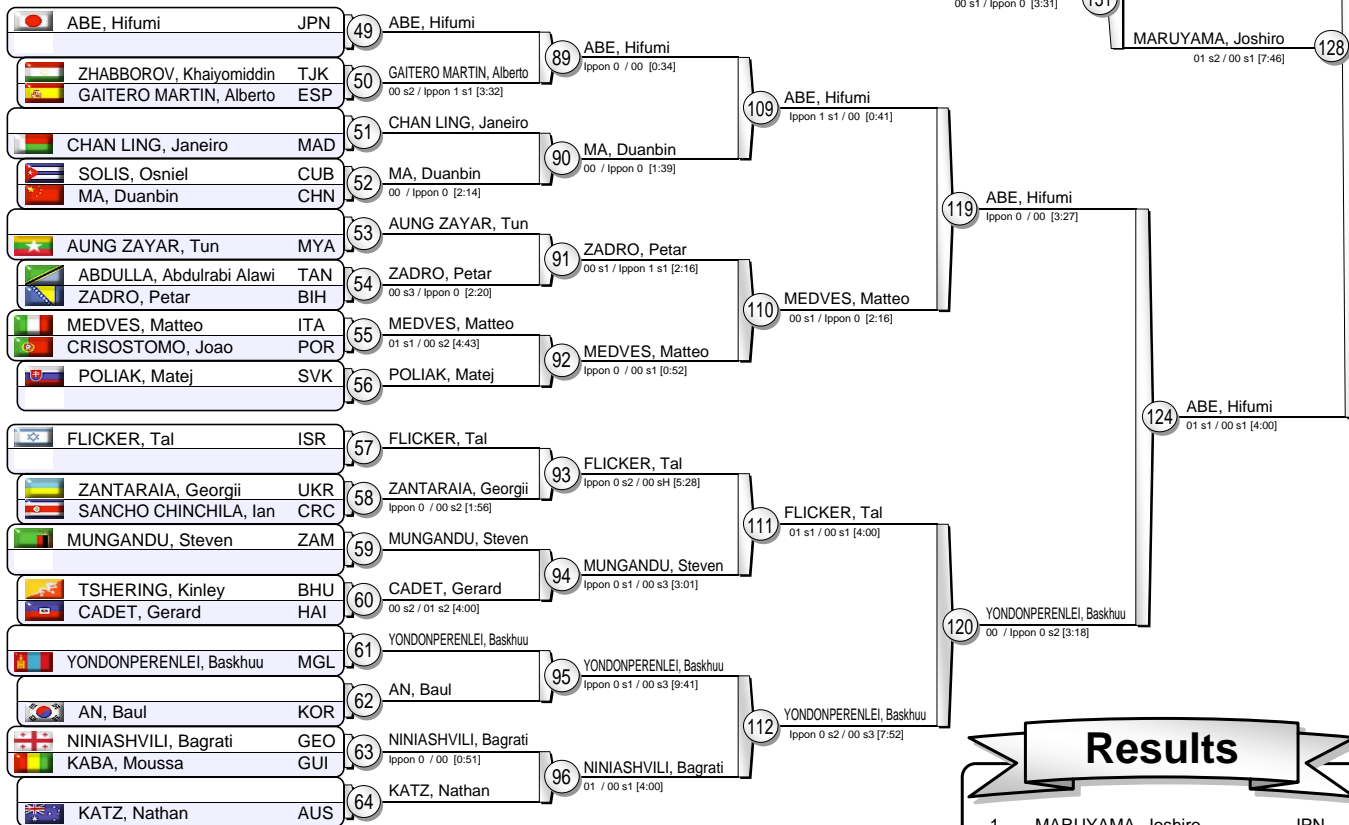 00 s1 / Ippon 0 [3:31]
131
MARUYAMA, Joshiro
01 s2 / 00 s1 [7:46]
128
ABE, Hifumi JPN
49
ABE, Hifumi
ZHABBOROV, Khaiyomiddin TJK
GAITERO MARTIN, Alberto ESP
50
GAITERO MARTIN, Alberto
00 s2 / Ippon 1 s1 [3:32]
89
ABE, Hifumi
Ippon 0 / 00 [0:34]
CHAN LING, Janeiro MAD
51
CHAN LING, Janeiro
SOLIS, Osniel CUB
MA, Duanbin CHN
52
MA, Duanbin
00 / Ippon 0 [2:14]
90
MA, Duanbin
00 / Ippon 0 [1:39]
109
ABE, Hifumi
Ippon 1 s1 / 00 [0:41]
AUNG ZAYAR, Tun MYA
53
AUNG ZAYAR, Tun
ABDULLA, Abdulrabi Alawi TAN
ZADRO, Petar BIH
54
ZADRO, Petar
00 s3 / Ippon 0 [2:20]
91
ZADRO, Petar
00 s1 / Ippon 1 s1 [2:16]
MEDVES, Matteo ITA
CRISOSTOMO, Joao POR
55
MEDVES, Matteo
01 s1 / 00 s2 [4:43]
POLIAK, Matej SVK
56
POLIAK, Matej
92
MEDVES, Matteo
Ippon 0 / 00 s1 [0:52]
110
MEDVES, Matteo
00 s1 / Ippon 0 [2:16]
119
ABE, Hifumi
Ippon 0 / 00 [3:27]
FLICKER, Tal ISR
57
FLICKER, Tal
ZANTARAIA, Georgii UKR
SANCHO CHINCHILA, Ian CRC
58
ZANTARAIA, Georgii
Ippon 0 / 00 s2 [1:56]
93
FLICKER, Tal
Ippon 0 s2 / 00 sH [5:28]
MUNGANDU, Steven ZAM
59
MUNGANDU, Steven
TSHERING, Kinley BHU
CADET, Gerard HAI
60
CADET, Gerard
00 s2 / 01 s2 [4:00]
94
MUNGANDU, Steven
Ippon 0 s1 / 00 s3 [3:01]
111
FLICKER, Tal
01 s1 / 00 s1 [4:00]
YONDONPERENLEI, Baskhuu MGL
61
YONDONPERENLEI, Baskhuu
AN, Baul KOR
62
AN, Baul
95
YONDONPERENLEI, Baskhuu
Ippon 0 s1 / 00 s3 [9:41]
NINIASHVILI, Bagrati GEO
KABA, Moussa GUI
63
NINIASHVILI, Bagrati
Ippon 0 / 00 [0:51]
KATZ, Nathan AUS
64
KATZ, Nathan
96
NINIASHVILI, Bagrati
01 / 00 s1 [4:00]
112
YONDONPERENLEI, Baskhuu
Ippon 0 s2 / 00 s3 [7:52]
120
YONDONPERENLEI, Baskhuu
00 / Ippon 0 s2 [3:18]
124
ABE, Hifumi
01 s1 / 00 s1 [4:00]
Results
1 MARUYAMA, Joshiro JPN